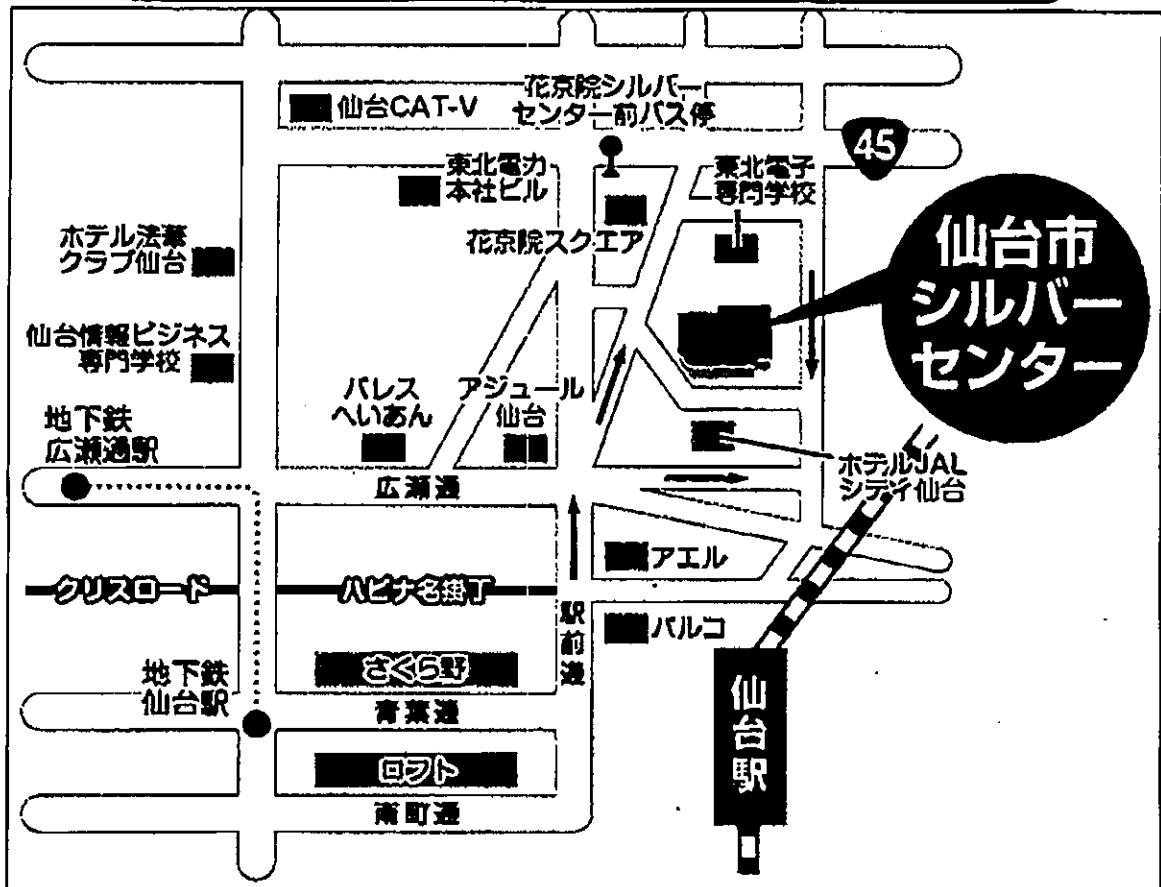 花京院シルバー
センター前バス停
仙台CAT-V
45
東北電力
本社ビル
東北電子
専門学校
仙台市
シルバー
センター
ホテル法華
クラブ仙台
花京院スクエア
仙台情報ビジネス
専門学校
パレス
へいあん
アジュール
仙台
地下鉄
広瀬通駅
ホテルJAL
シティ仙台
広瀬通
アエル
クリスロード
ハピナ名掛丁
駅前通
パルコ
さくら野
地下鉄
仙台駅
青葉通
仙台駅
ロフト
南町通